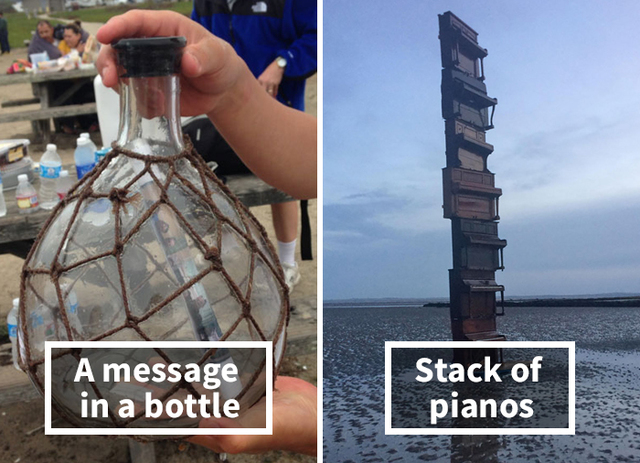 A message
in a bottle
Stack of
pianos